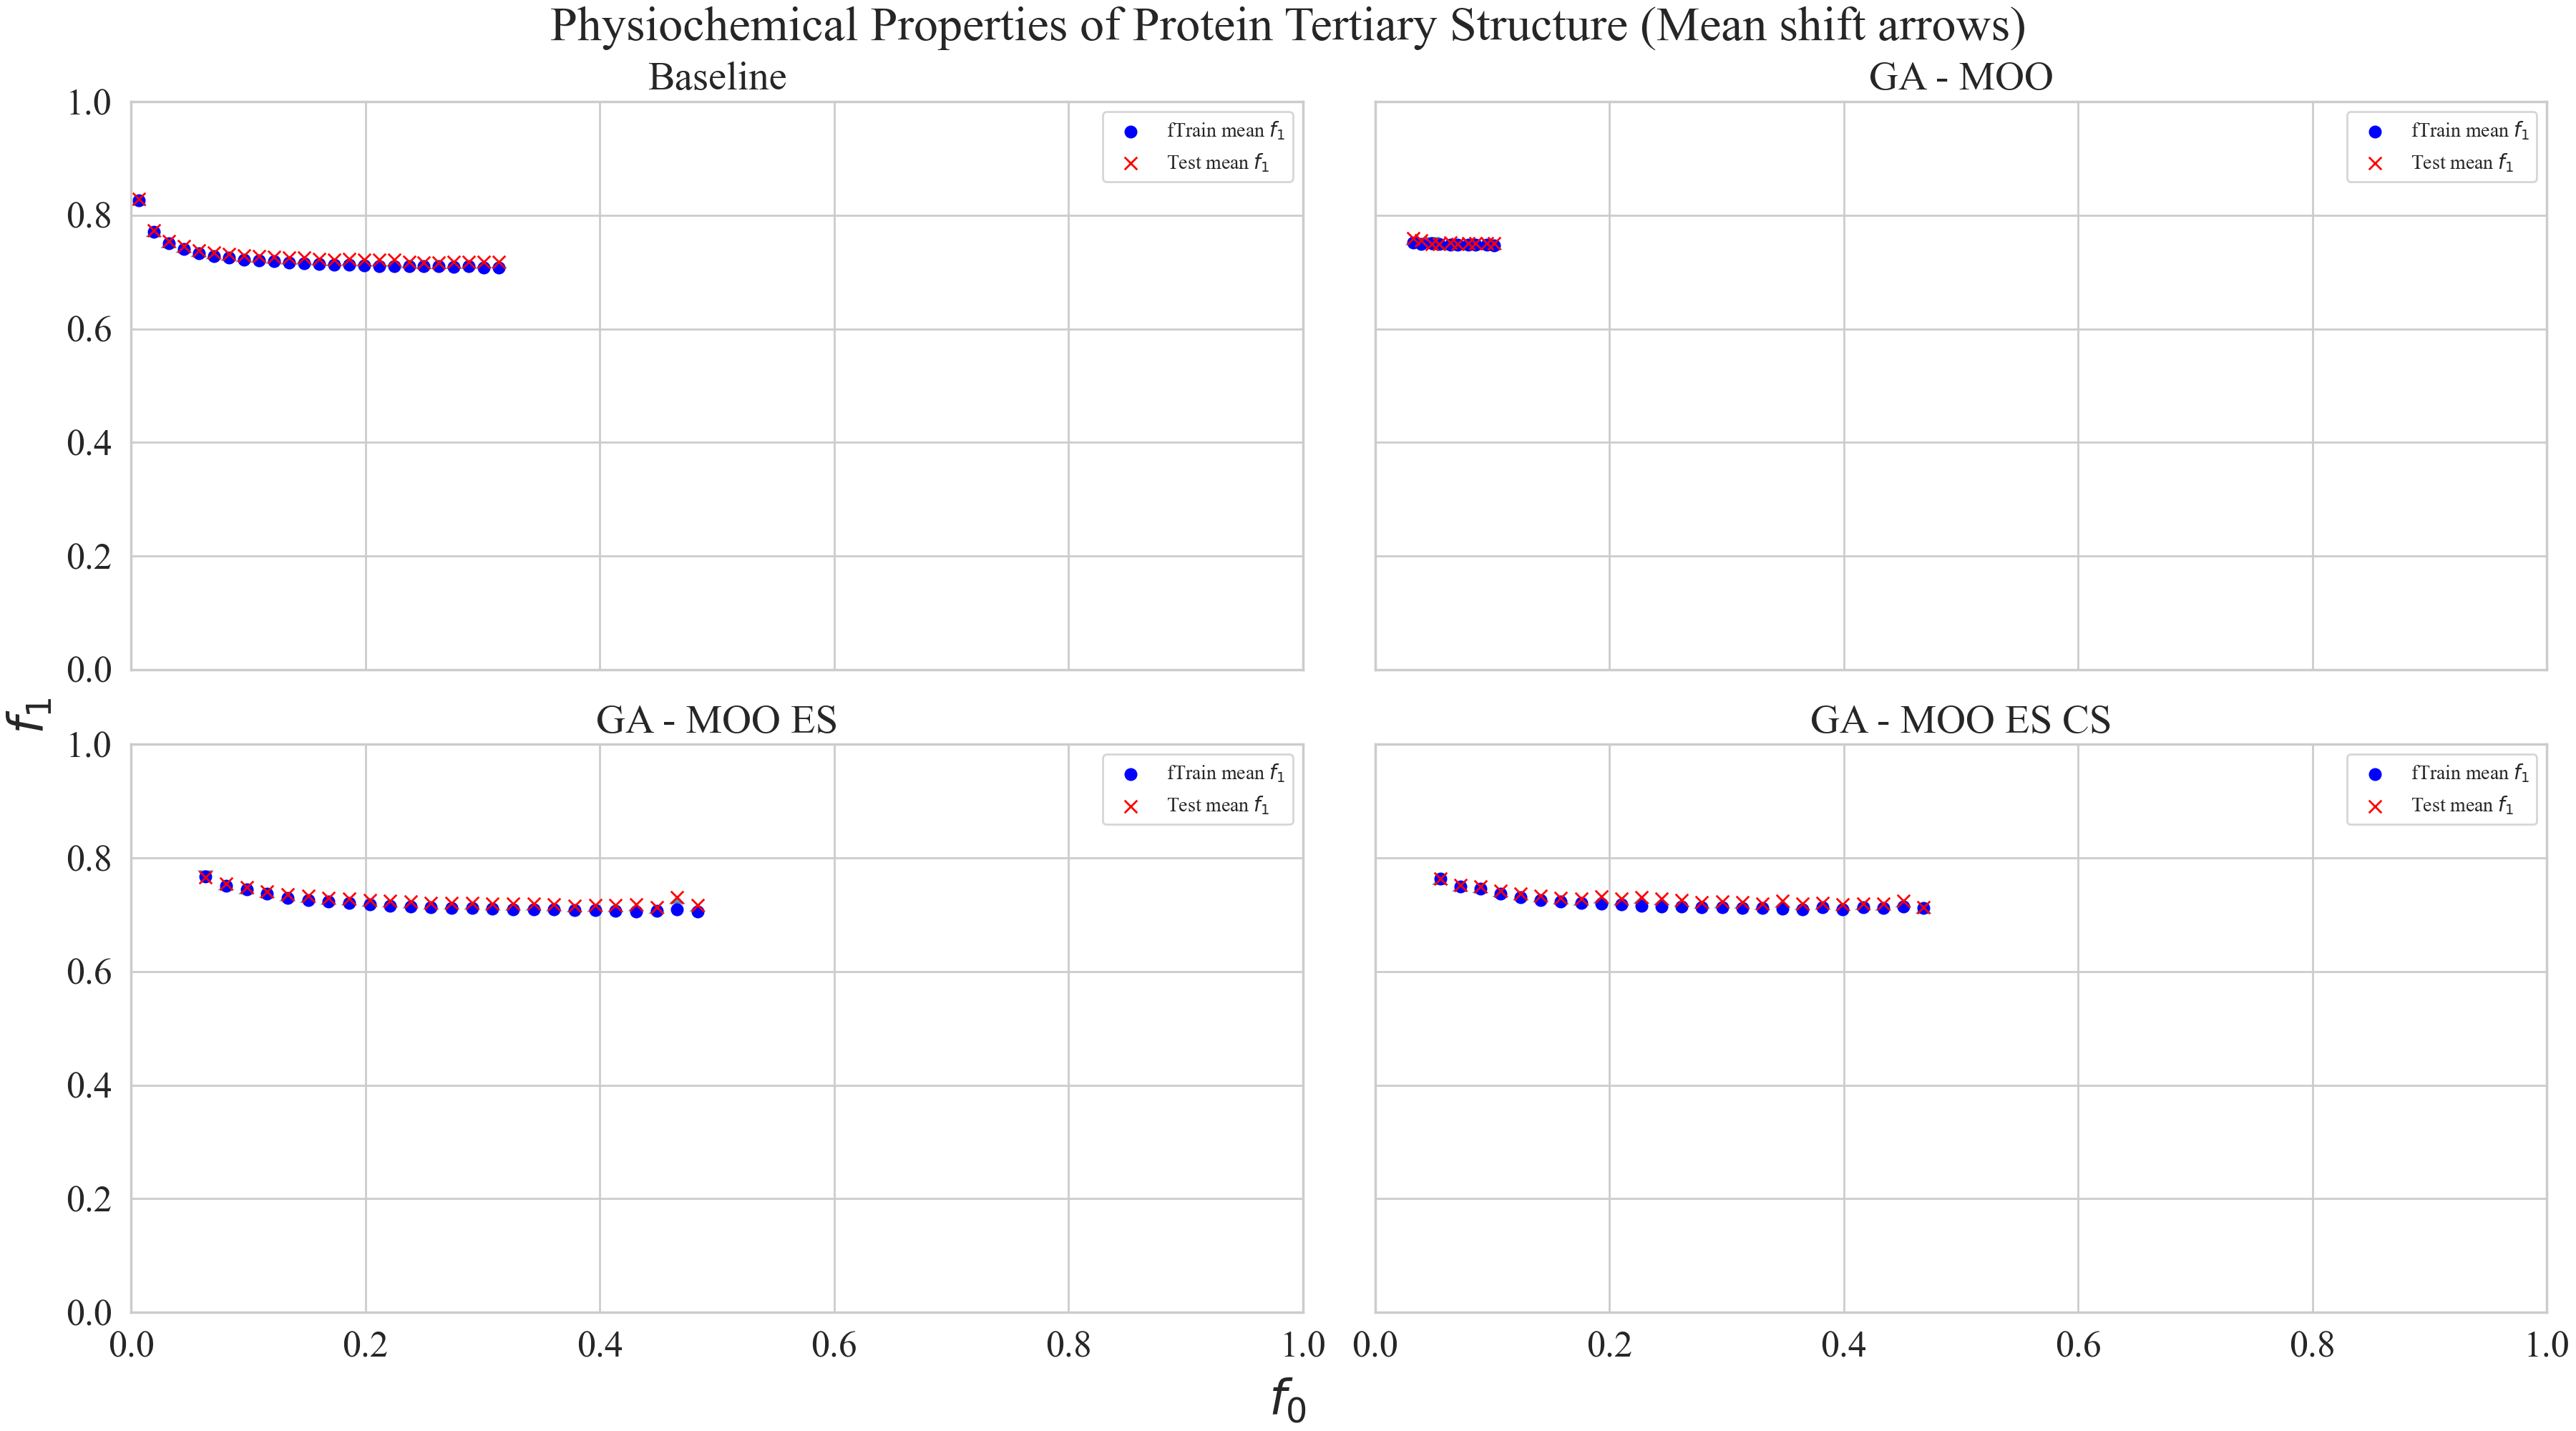 Physiochemical Properties of Protein Tertiary Structure (Mean shift arrows)
Baseline
1.0
0.8
0.6
0.4
0.2
0.0
fTrain mean f₁
Test mean f₁
GA - MOO
fTrain mean f₁
Test mean f₁
f₁
GA - MOO ES
1.0
0.8
0.6
0.4
0.2
0.0
fTrain mean f₁
Test mean f₁
0.0 0.2 0.4 0.6 0.8 1.0
GA - MOO ES CS
fTrain mean f₁
Test mean f₁
0.0 0.2 0.4 0.6 0.8 1.0
f₀